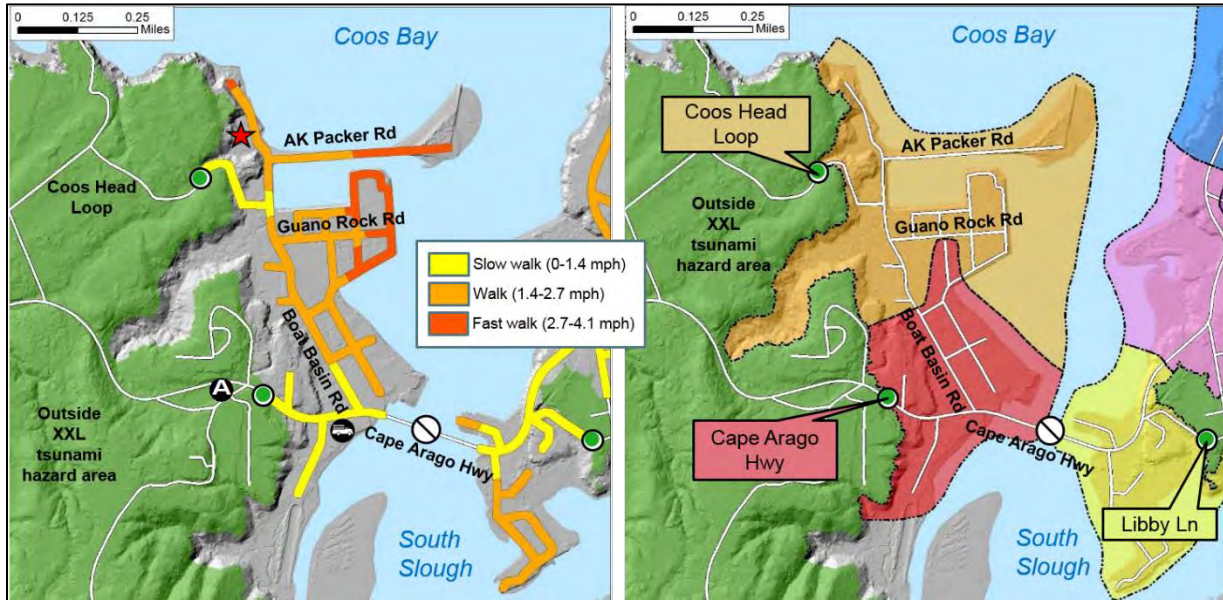 0 0.125 0.25
Miles
Coos Bay
AK Packer Rd
Coos Head
Loop
Guano Rock Rd
Slow walk (0-1.4 mph)
Walk (1.4-2.7 mph)
Fast walk (2.7-4.1 mph)
Boat Basin Rd
A
Outside
XXL
tsunami
hazard area
Cape Arago Hwy
South
Slough
0 0.125 0.25
Miles
Coos Bay
Coos Head
Loop
AK Packer Rd
Outside
XXL
tsunami
hazard area
Guano Rock Rd
Boat Basin Rd
Cape Arago
Hwy
Cape Arago Hwy
Libby Ln
South
Slough